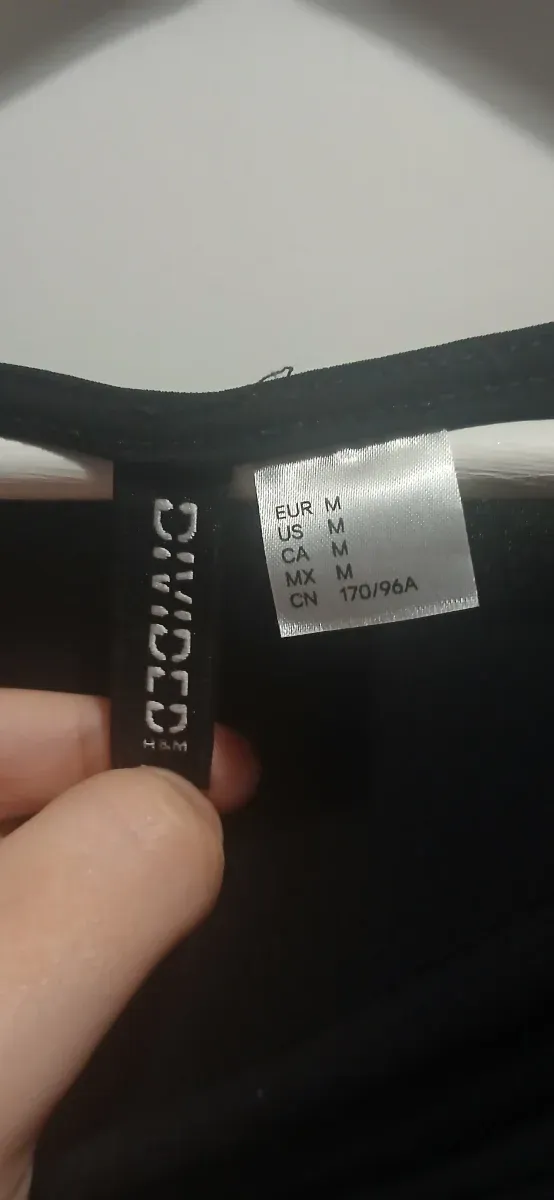 DIVIDED
H&M
EUR M
US M
CA M
MX M
CN 170/96A